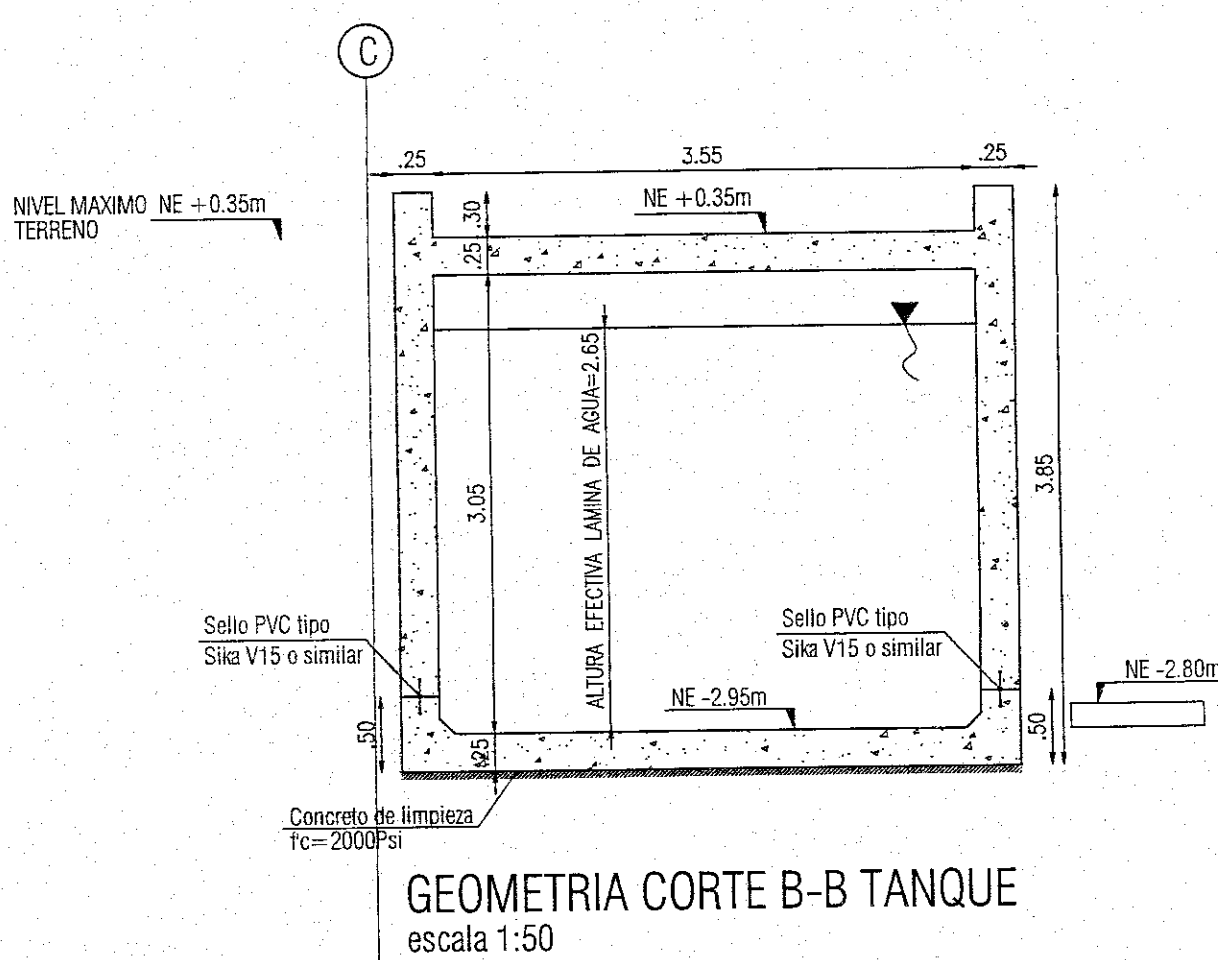 C
.25
3.55
.25
NIVEL MAXIMO NE +0.35m
TERRENO
.30
NE +0.35m
.25
ALTURA EFECTIVA LAMINA DE AGUA=2.65
3.05
3.85
Sello PVC tipo
Sika V15 o similar
Sello PVC tipo
Sika V15 o similar
NE -2.80m
NE -2.95m
.50
.25
.50
Concreto de limpieza
f'c=2000Psi
GEOMETRIA CORTE B-B TANQUE
escala 1:50